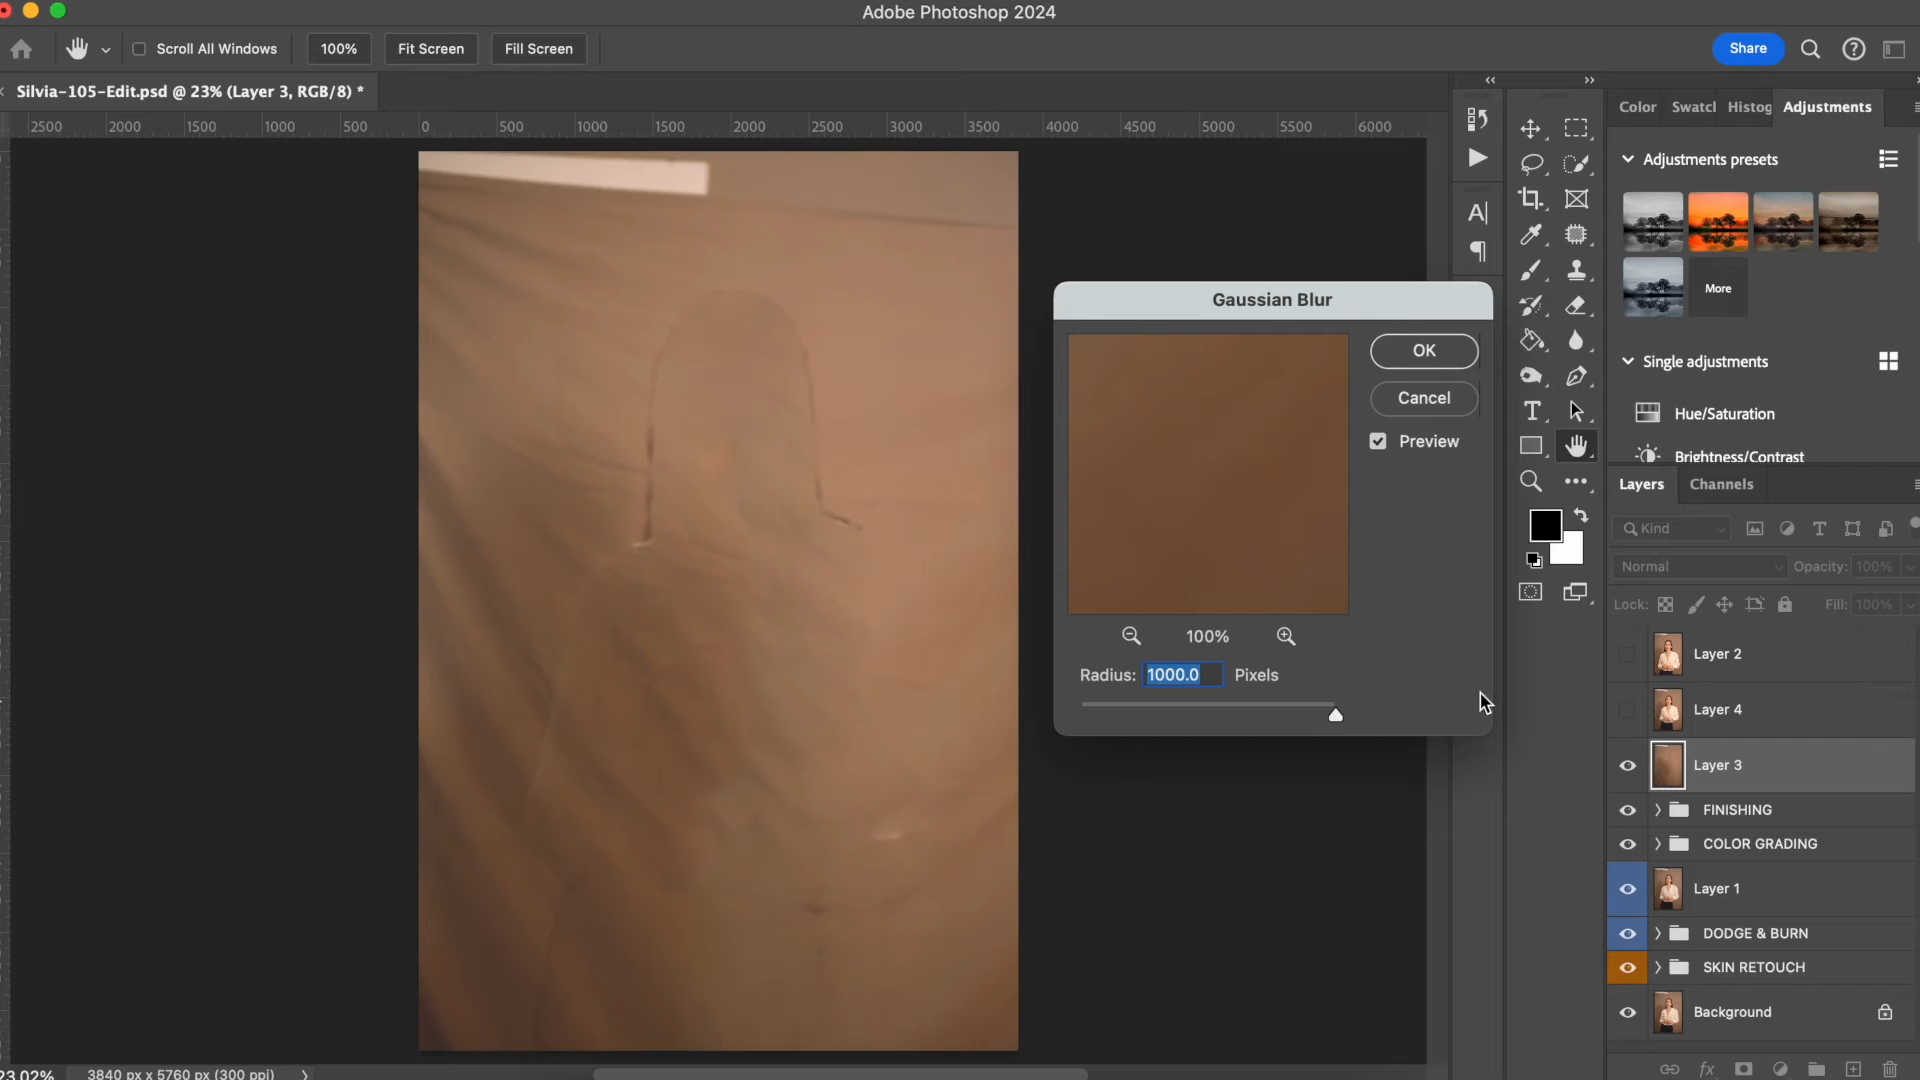 Adobe Photoshop 2024
Scroll All Windows
100%
Fit Screen
Fill Screen
Share
Silvia-105-Edit.psd @ 23% (Layer 3, RGB/8) *
2500 2000 1500 1000 500 0 500 1000 1500 2000 2500 3000 3500 4000 4500 5000 5500 6000
Color
Swatcl
Histog
Adjustments
Adjustments presets
More
Single adjustments
Hue/Saturation
Brightness/Contrast
Gaussian Blur
OK
Cancel
Preview
100%
Radius: 1000.0 Pixels
Layers
Channels
Kind
Normal
Opacity: 100%
Lock:
Fill: 100%
Layer 2
Layer 4
Layer 3
FINISHING
COLOR GRADING
Layer 1
DODGE & BURN
SKIN RETOUCH
Background
23.02%
3840 px x 5760 px (300 ppi)